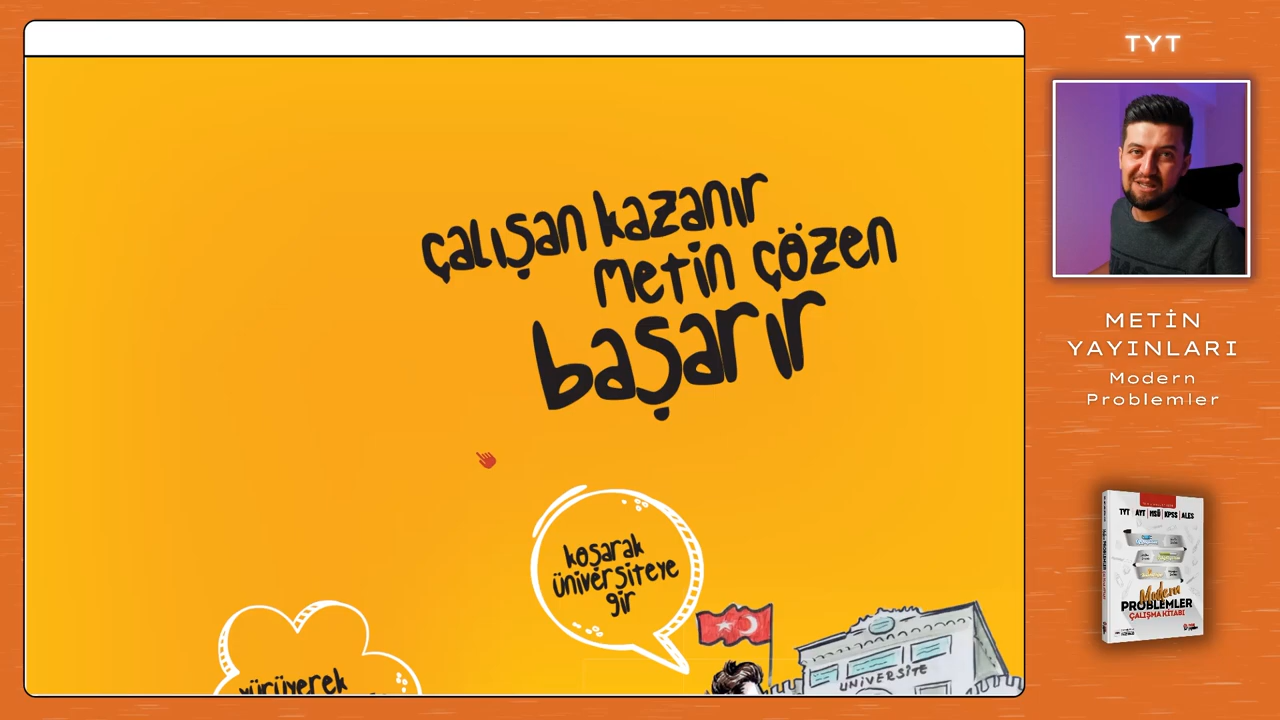 çalışan kazanır
metin çözen
başarır
koşarak
üniversiteye
gir
yürüyerek
ÜNİVERSİTE
TYT
METİN
YAYINLARI
Modern
Problemler
TYT AYT MSÜ KPSS ALES
Modern
PROBLEMLER
ÇALIŞMA KİTABI